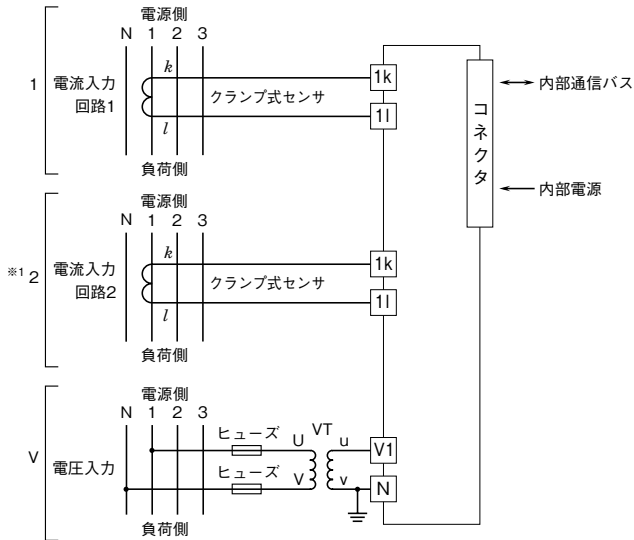 電源側
N 1 2 3
1 電流入力
回路1
k
クランプ式センサ
l
負荷側
1k
1l
コネクタ
内部通信バス
内部電源
電源側
N 1 2 3
※1 2 電流入力
回路2
k
クランプ式センサ
l
負荷側
1k
1l
電源側
N 1 2 3
V 電圧入力
ヒューズ U VT u
ヒューズ V v
V1
N
負荷側